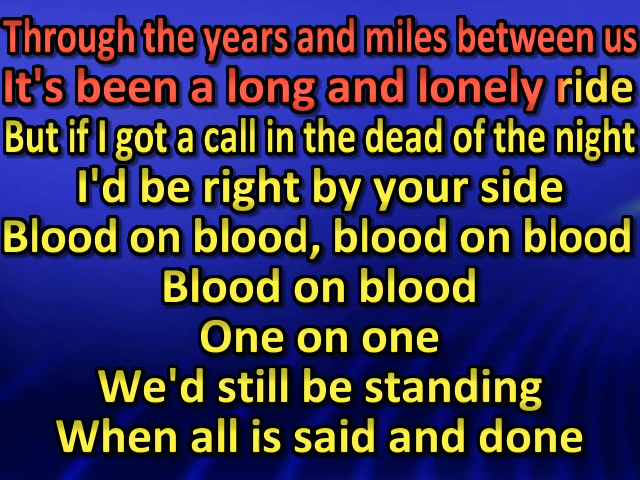 Through the years and miles between us
It's been a long and lonely ride
But if I got a call in the dead of the night
I'd be right by your side
Blood on blood, blood on blood
Blood on blood
One on one
We'd still be standing
When all is said and done